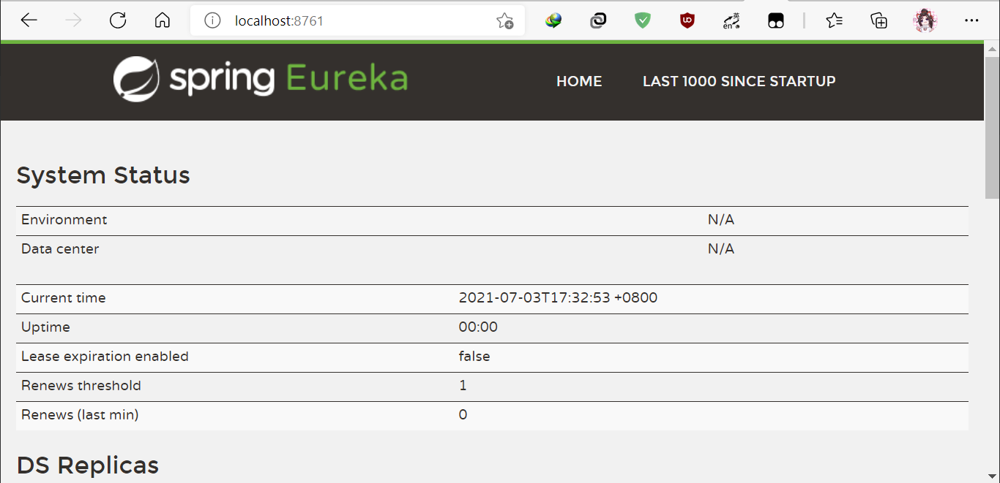 localhost:8761
英
en
spring Eureka
HOME
LAST 1000 SINCE STARTUP
System Status
Environment N/A
Data center N/A
Current time 2021-07-03T17:32:53 +0800
Uptime 00:00
Lease expiration enabled false
Renews threshold 1
Renews (last min) 0
DS Replicas